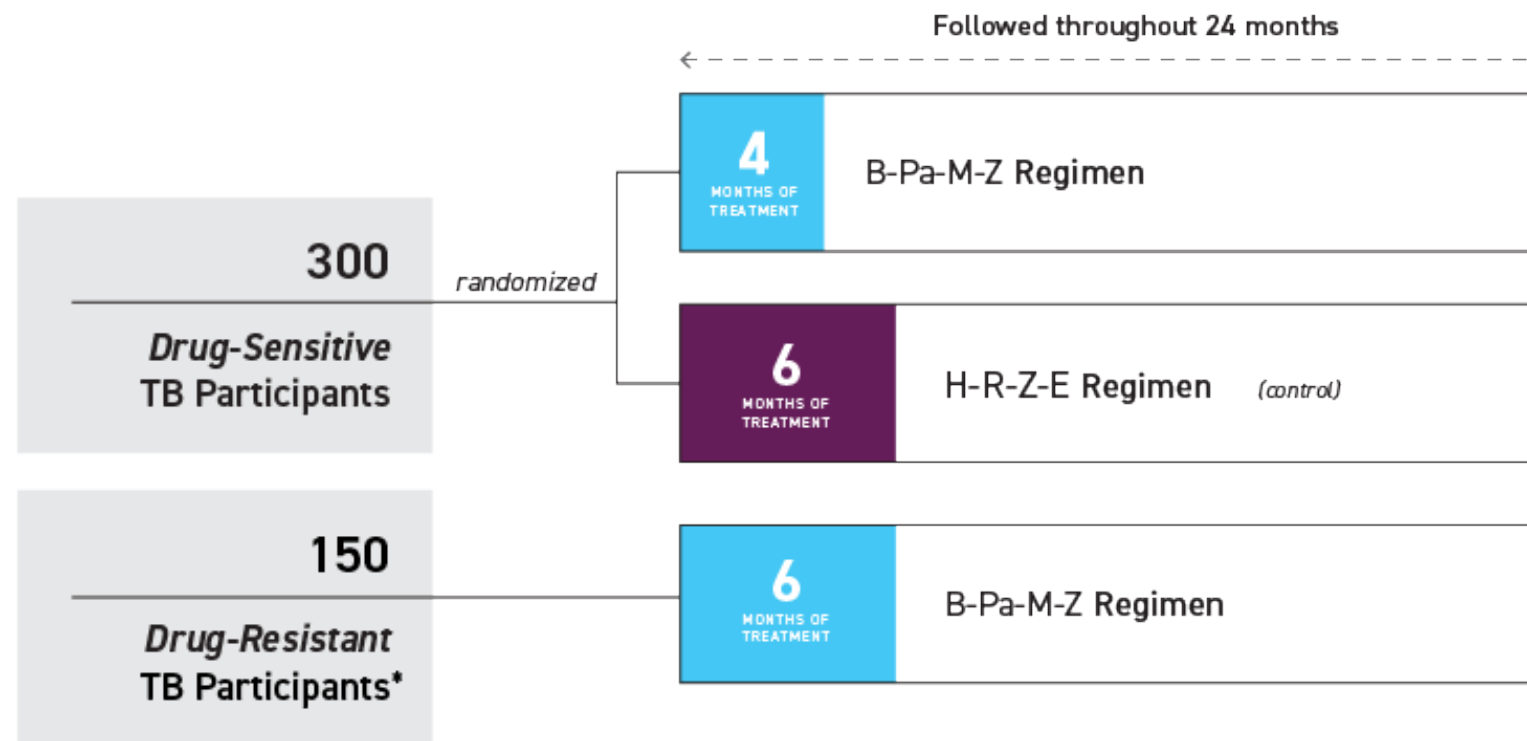 Followed throughout 24 months
4
MONTHS OF
TREATMENT
B-Pa-M-Z Regimen
300
randomized
Drug-Sensitive
TB Participants
6
MONTHS OF
TREATMENT
H-R-Z-E Regimen (control)
150
Drug-Resistant
TB Participants*
6
MONTHS OF
TREATMENT
B-Pa-M-Z Regimen